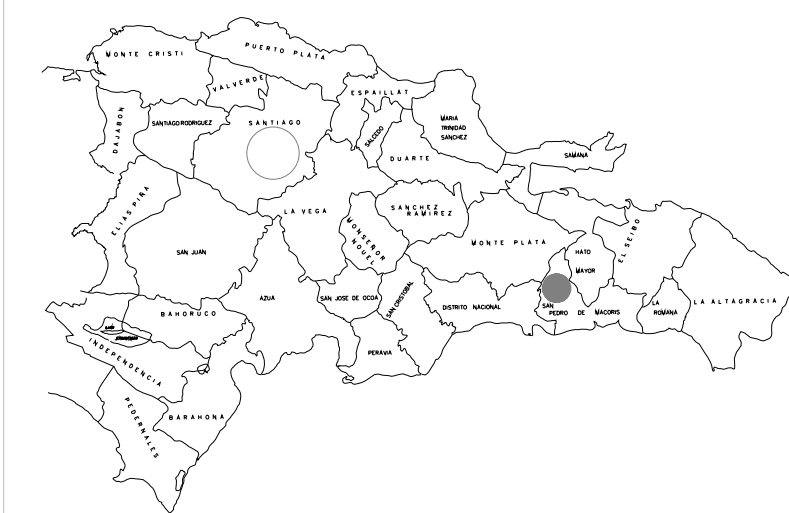 PUERTO PLATA
MONTE CRISTI
VALVERDE
ESPAILLAT
DAJABON
SANTIAGO RODRIGUEZ
SANTIAGO
SALCEDO
MARIA
TRINIDAD
SANCHEZ
DUARTE
SAMANA
ELIAS PIÑA
LA VEGA
SANCHEZ
RAMIREZ
MONSEÑOR
NOUEL
MONTE PLATA
EL SEIBO
HATO
MAYOR
SAN JUAN
AZUA
SAN JOSE DE OCOA
SAN CRISTOBAL
DISTRITO NACIONAL
SAN
PEDRO DE MACORIS
LA
ROMANA
LA ALTAGRACIA
BAHORUCO
INDEPENDENCIA
PERAVIA
PEDERNALES
BARAHONA